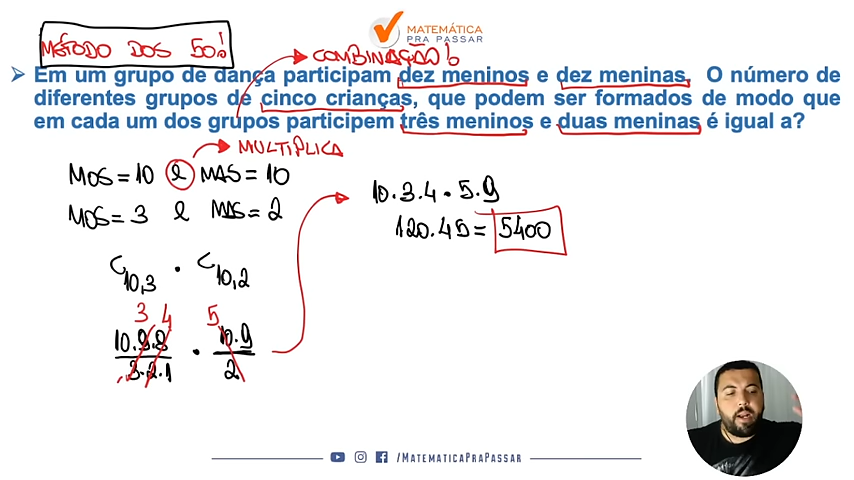 MATEMÁTICA
PRA PASSAR
MÉTODO DOS 50!
COMBINAÇÃO!
Em um grupo de dança participam dez meninos e dez meninas. O número de
diferentes grupos de cinco crianças, que podem ser formados de modo que
em cada um dos grupos participem três meninos e duas meninas é igual a?
MULTIPLICA
MOS = 10 e MAS = 10
MOS = 3 e MAS = 2
C10,3 . C10,2
3 4 5
10.9.8 . 10.9
3.2.1 2
10.3.4.5.9
120.45 = 5400
/MATEMATICAPRAPASSAR